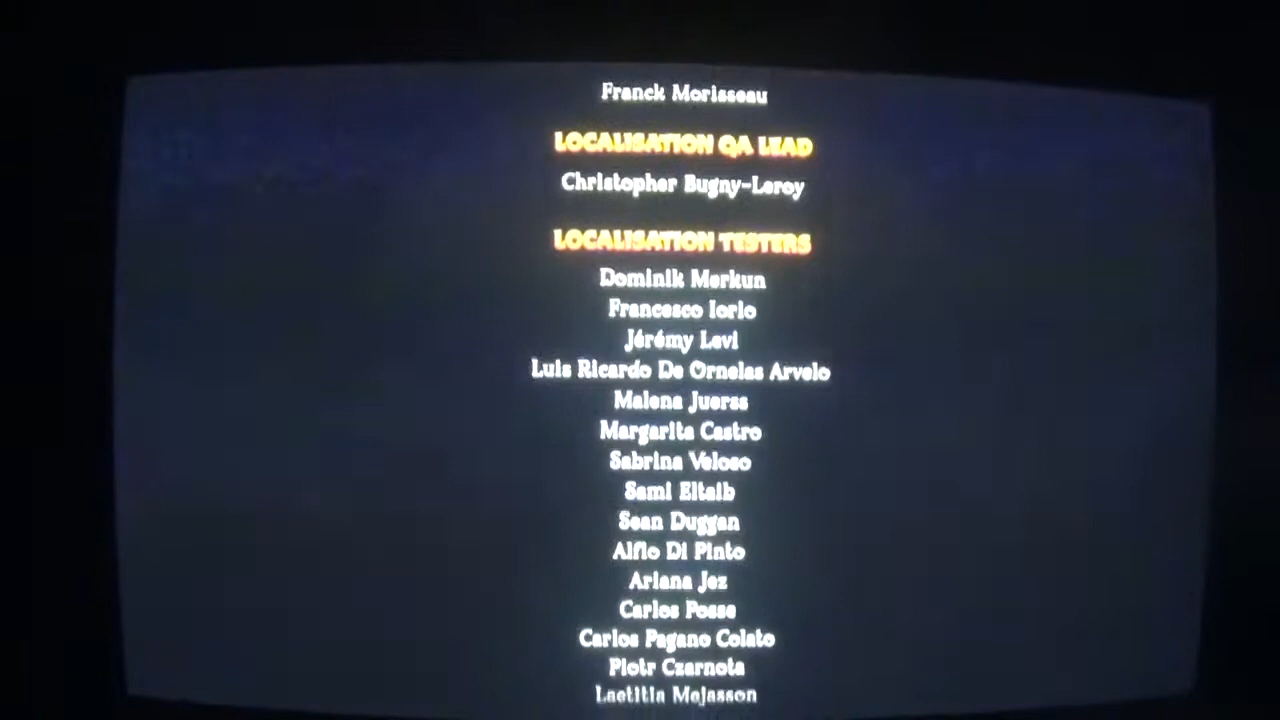 Franck Morisseau
LOCALISATION QA LEAD
Christopher Bugny-Leroy
LOCALISATION TESTERS
Dominik Merkun
Francesco Iorio
Jérémy Levi
Luis Ricardo De Ornelas Arvelo
Malena Juerss
Margarita Castro
Sabrina Veloso
Sami Eltaib
Sean Duggan
Alfio Di Pinto
Ariana Jez
Carlos Posse
Carlos Pagano Colato
Piotr Czarnota
Laetitia Mejasson